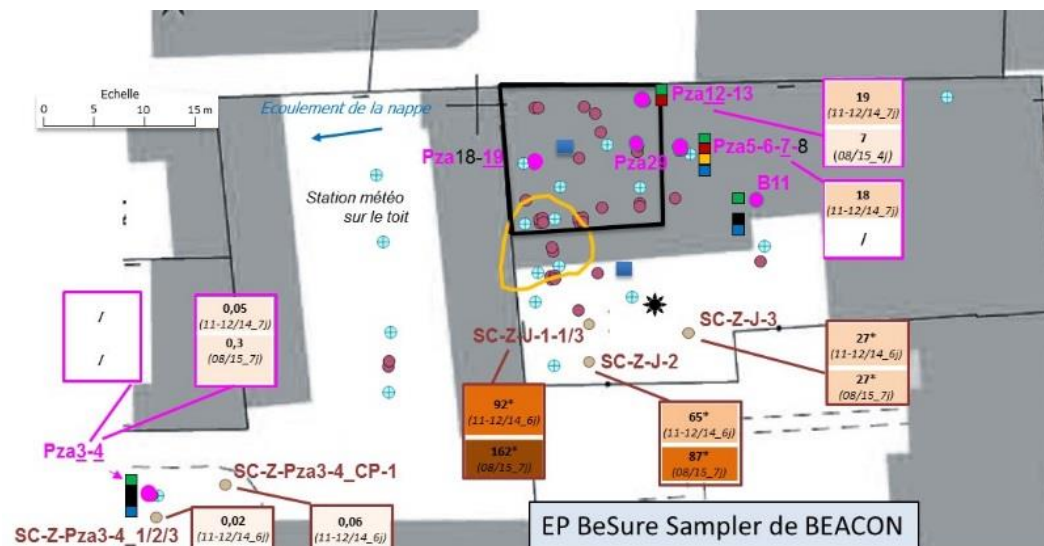 Echelle
0 5 10 15 m
Ecoulement de la nappe
Station météo
sur le toit
Pza12-13
Pza18-19
Pza29
Pza5-6-7-8
B11
19
(11-12/14_7j)
7
(08/15_4j)
18
(11-12/14_7j)
/
/
/
0,05
(11-12/14_7j)
0,3
(08/15_7j)
Pza3-4
SC-Z-J-1-1/3
SC-Z-J-2
SC-Z-J-3
92*
(11-12/14_6j)
162*
(08/15_7j)
65*
(11-12/14_6j)
87*
(08/15_7j)
27*
(11-12/14_6j)
27*
(08/15_7j)
SC-Z-Pza3-4_CP-1
SC-Z-Pza3-4_1/2/3
0,02
(11-12/14_6j)
0,06
(11-12/14_6j)
EP BeSure Sampler de BEACON